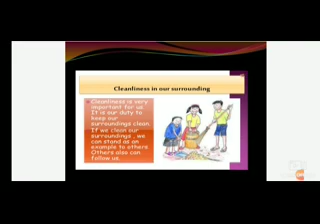 Cleanliness in our surrounding
Cleanliness is very
important for us.
It is our duty to
keep our
surroundings clean.
If we clean our
surroundings , we
can stand as an
example to others
Others also can
follow us.